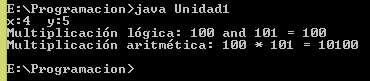 E:\Programacion>java Unidad1
x:4  y:5
Multiplicación lógica: 100 and 101 = 100
Multiplicación aritmética: 100 * 101 = 10100
E:\Programacion>